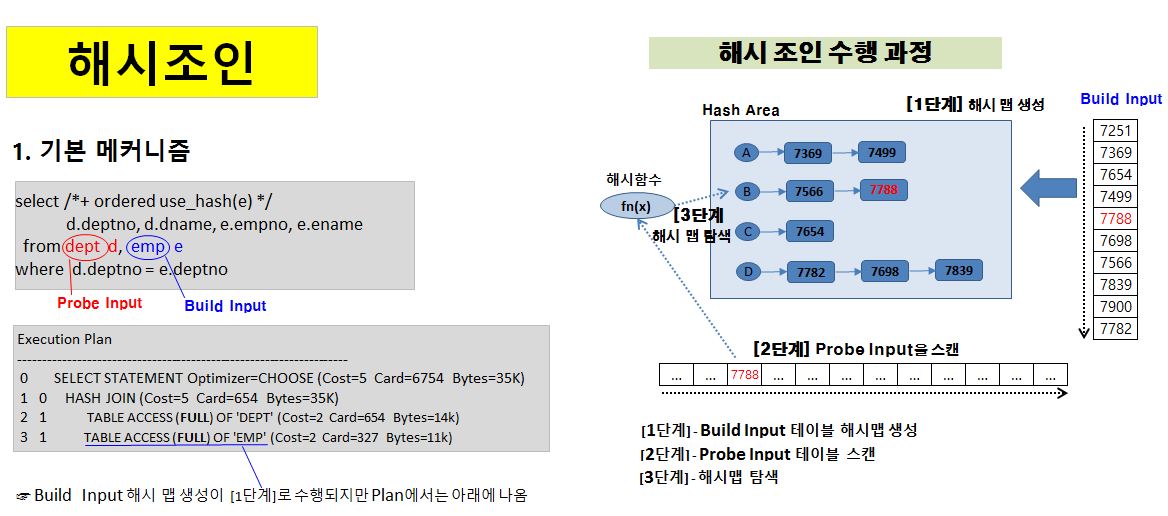 해시조인
1. 기본 메커니즘
select /*+ ordered use_hash(e) */
d.deptno, d.dname, e.empno, e.ename
from dept d, emp e
where d.deptno = e.deptno
Probe Input
Build Input
Execution Plan
------------------------------------------------------------------
0 SELECT STATEMENT Optimizer=CHOOSE (Cost=5 Card=6754 Bytes=35K)
1 0 HASH JOIN (Cost=5 Card=654 Bytes=35K)
2 1 TABLE ACCESS (FULL) OF 'DEPT' (Cost=2 Card=654 Bytes=14k)
3 1 TABLE ACCESS (FULL) OF 'EMP' (Cost=2 Card=327 Bytes=11k)
☞ Build Input 해시 맵 생성이 [1단계]로 수행되지만 Plan에서는 아래에 나옴
해시 조인 수행 과정
Hash Area
[1단계] 해시 맵 생성
Build Input
A 7369 7499
B 7566 7788
C 7654
D 7782 7698 7839
해시함수
fn(x)
[3단계
해시 맵 탐색
7251
7369
7654
7499
7788
7698
7566
7839
7900
7782
[2단계] Probe Input을 스캔
... ... 7788 ... ... ... ... ... ... ... ... ...
[1단계] - Build Input 테이블 해시맵 생성
[2단계] - Probe Input 테이블 스캔
[3단계] - 해시맵 탐색